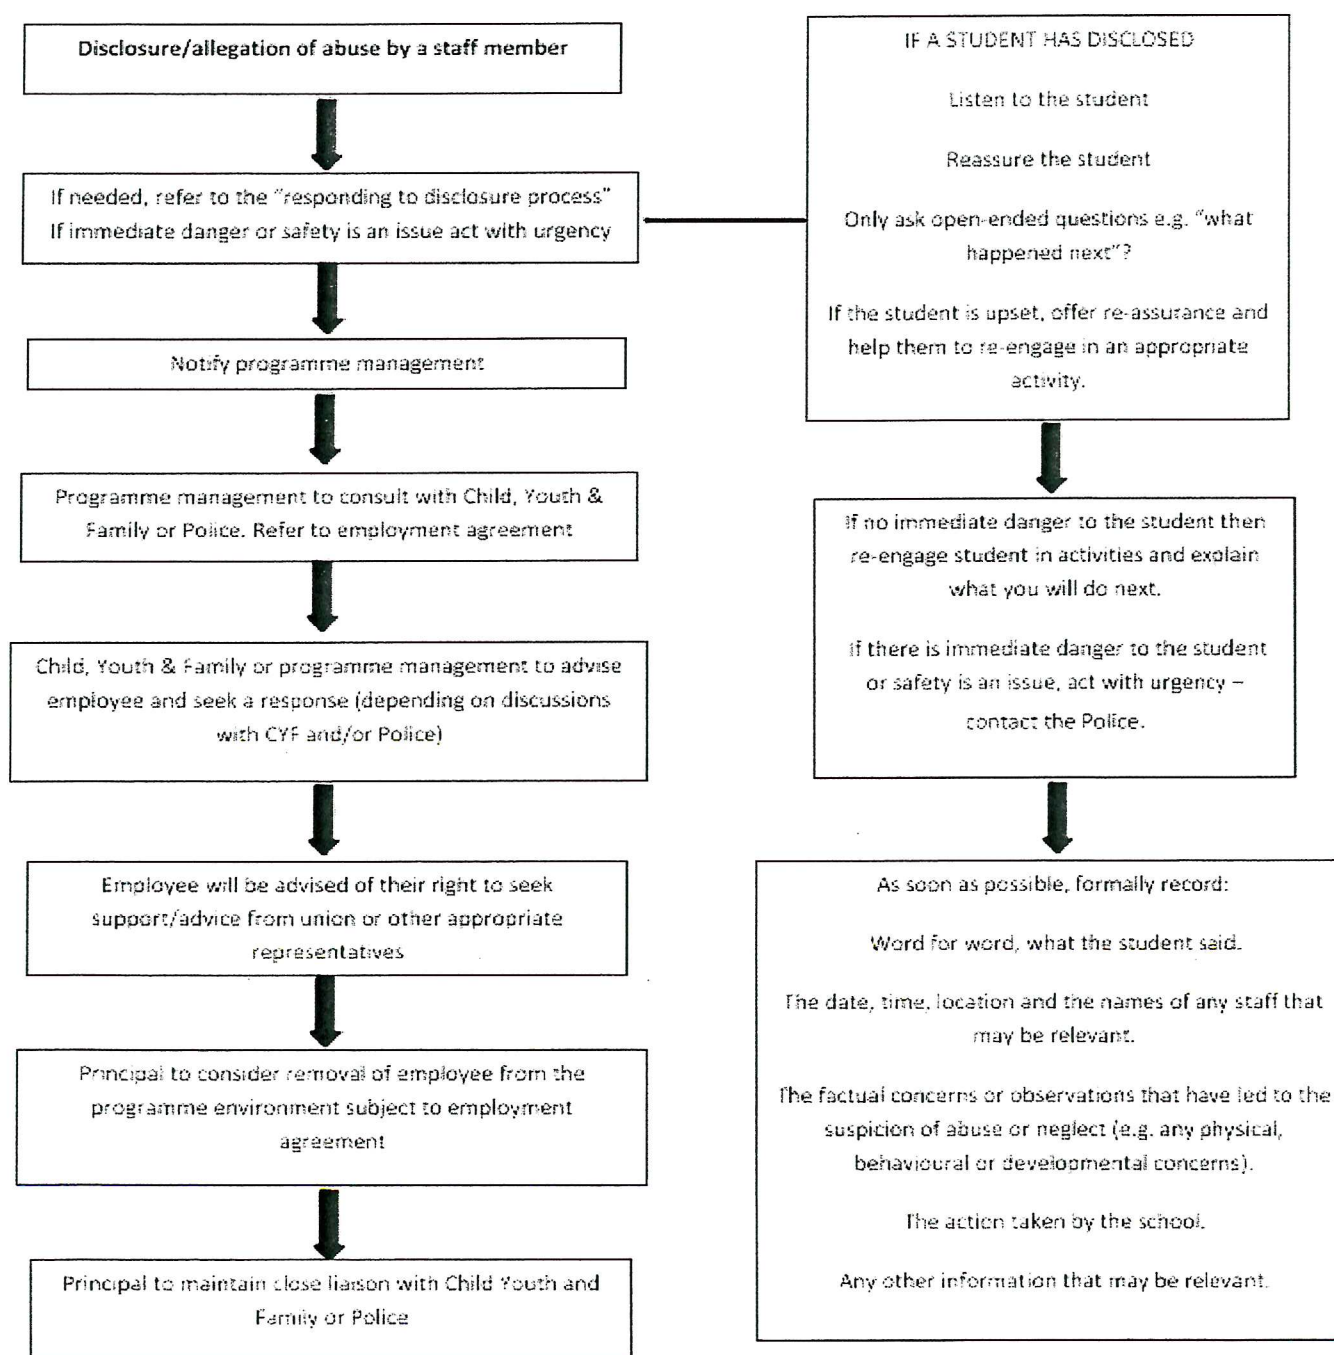 Disclosure/allegation of abuse by a staff member
If needed, refer to the "responding to disclosure process"
If immediate danger or safety is an issue act with urgency
Notify programme management
Programme management to consult with Child, Youth &
Family or Police. Refer to employment agreement
Child, Youth & Family or programme management to advise
employee and seek a response (depending on discussions
with CYF and/or Police)
Employee will be advised of their right to seek
support/advice from union or other appropriate
representatives
Principal to consider removal of employee from the
programme environment subject to employment
agreement
Principal to maintain close liaison with Child Youth and
Family or Police
IF A STUDENT HAS DISCLOSED
Listen to the student
Reassure the student
Only ask open-ended questions e.g. "what
happened next"?
If the student is upset, offer re-assurance and
help them to re-engage in an appropriate
activity.
If no immediate danger to the student then
re-engage student in activities and explain
what you will do next.
If there is immediate danger to the student
or safety is an issue, act with urgency –
contact the Police.
As soon as possible, formally record:
Word for word, what the student said.
The date, time, location and the names of any staff that
may be relevant.
The factual concerns or observations that have led to the
suspicion of abuse or neglect (e.g. any physical,
behavioural or developmental concerns).
The action taken by the school.
Any other information that may be relevant.